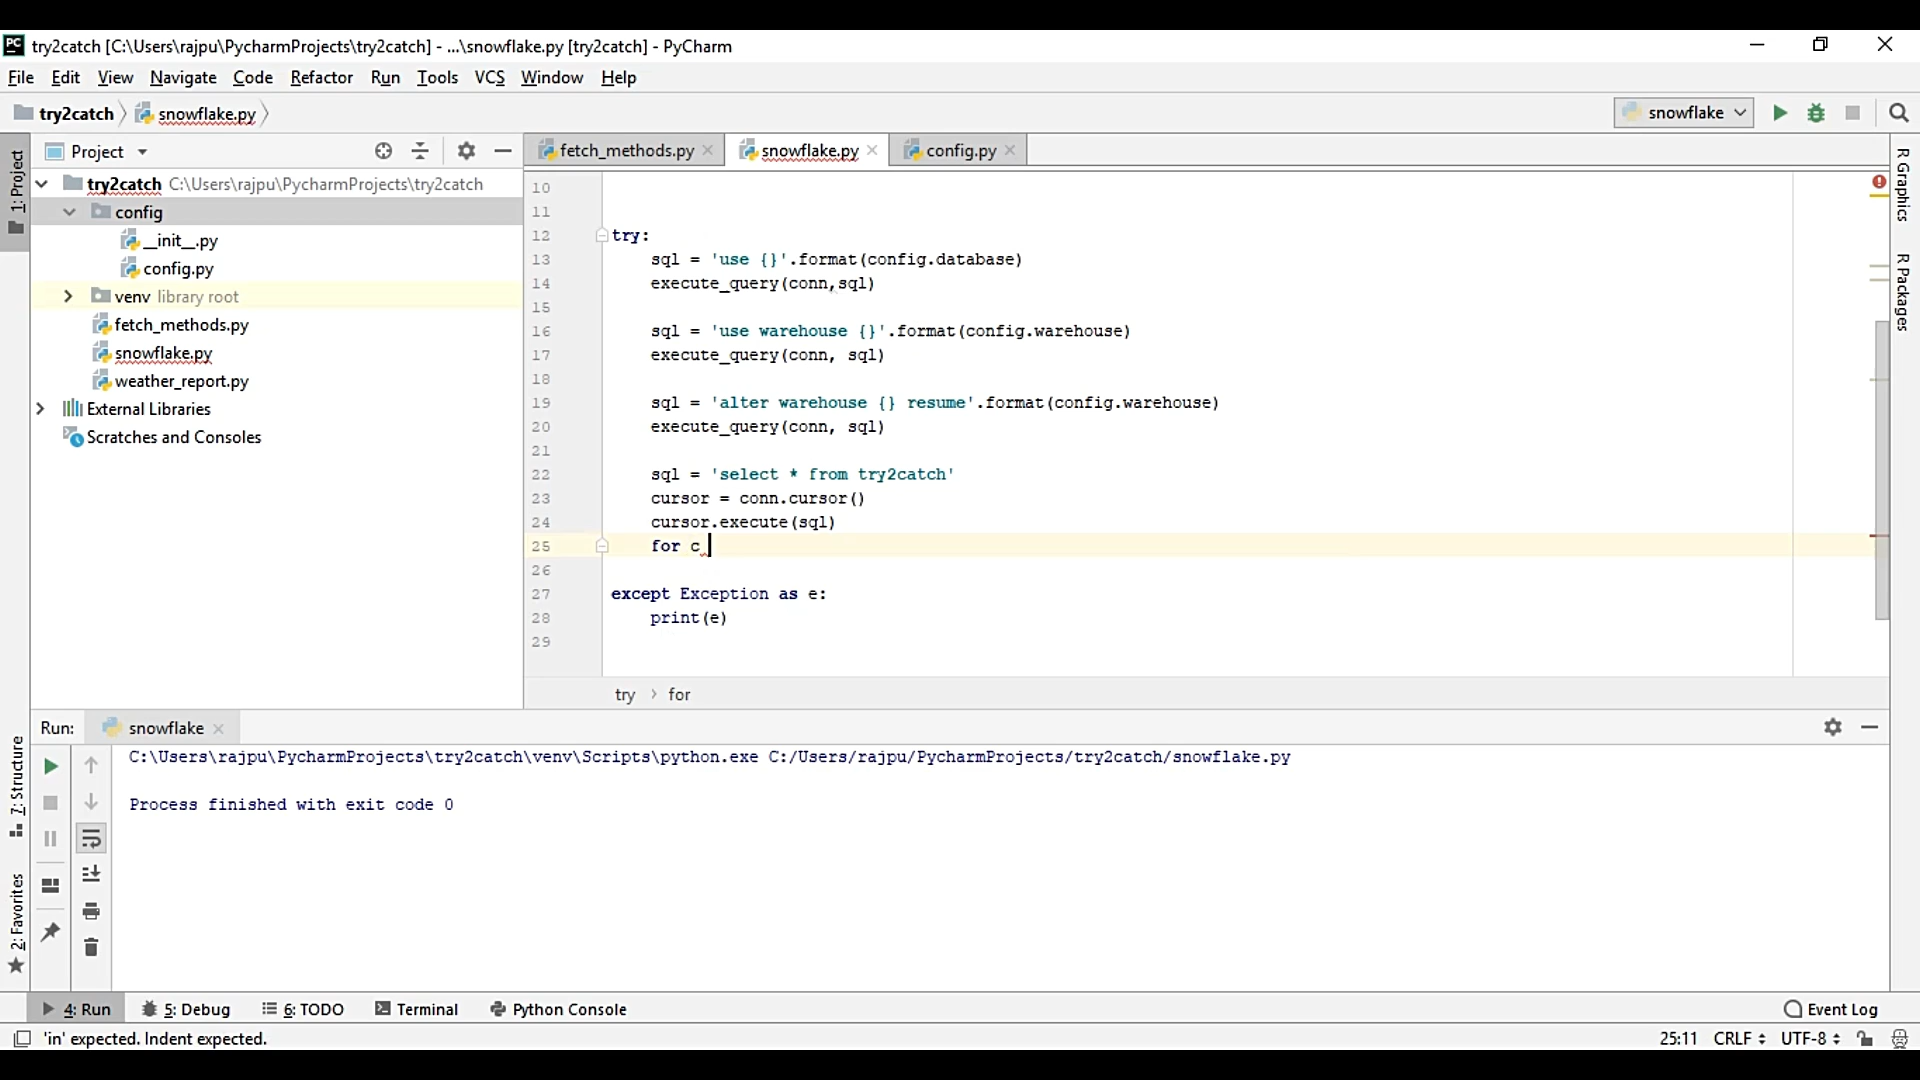 PC try2catch [C:\Users\rajpu\PycharmProjects\try2catch] - ...\snowflake.py [try2catch] - PyCharm
File Edit View Navigate Code Refactor Run Tools VCS Window Help
try2catch snowflake.py snowflake
Project
fetch_methods.py snowflake.py config.py
1: Project
try2catch C:\Users\rajpu\PycharmProjects\try2catch
config
__init__.py
config.py
venv library root
fetch_methods.py
snowflake.py
weather_report.py
External Libraries
Scratches and Consoles
10
11
12 try:
13 sql = 'use {}'.format(config.database)
14 execute_query(conn,sql)
15
16 sql = 'use warehouse {}'.format(config.warehouse)
17 execute_query(conn, sql)
18
19 sql = 'alter warehouse {} resume'.format(config.warehouse)
20 execute_query(conn, sql)
21
22 sql = 'select * from try2catch'
23 cursor = conn.cursor()
24 cursor.execute(sql)
25 for c
26
27 except Exception as e:
28 print(e)
29
try > for
R Graphics
R Packages
Run: snowflake
C:\Users\rajpu\PycharmProjects\try2catch\venv\Scripts\python.exe C:/Users/rajpu/PycharmProjects/try2catch/snowflake.py
Process finished with exit code 0
7: Structure
2: Favorites
4: Run 5: Debug 6: TODO Terminal Python Console Event Log
'in' expected. Indent expected. 25:11 CRLF UTF-8